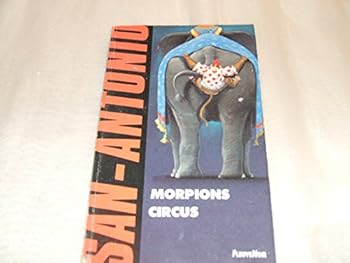 SAN-ANTONIO
MORPIONS
CIRCUS
FLEUVE NOIR